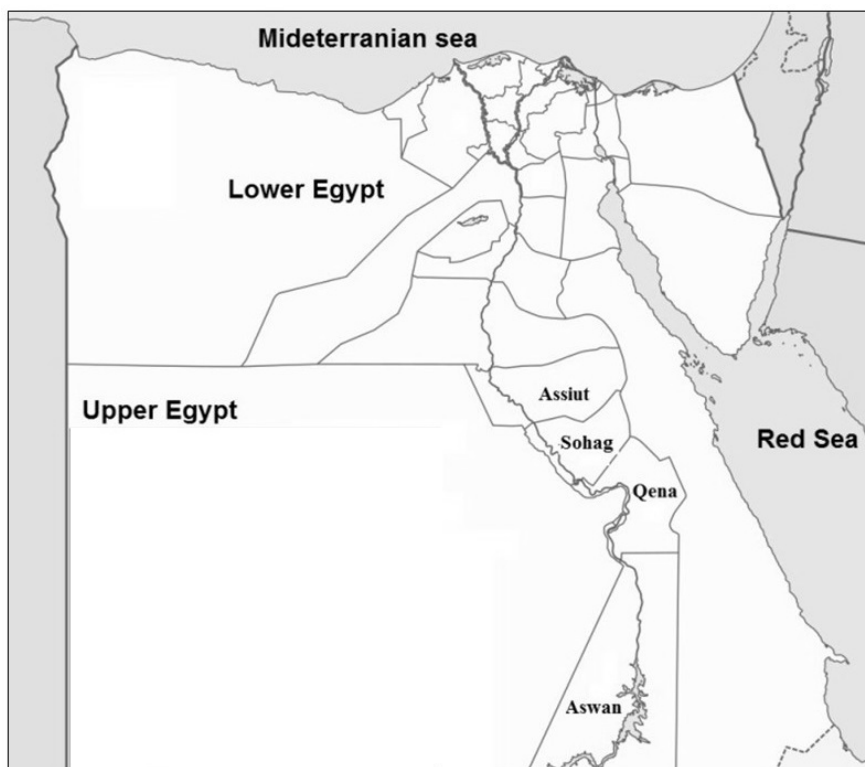 Mideterranian sea
Lower Egypt
Assiut
Upper Egypt
Sohag
Red Sea
Qena
Aswan